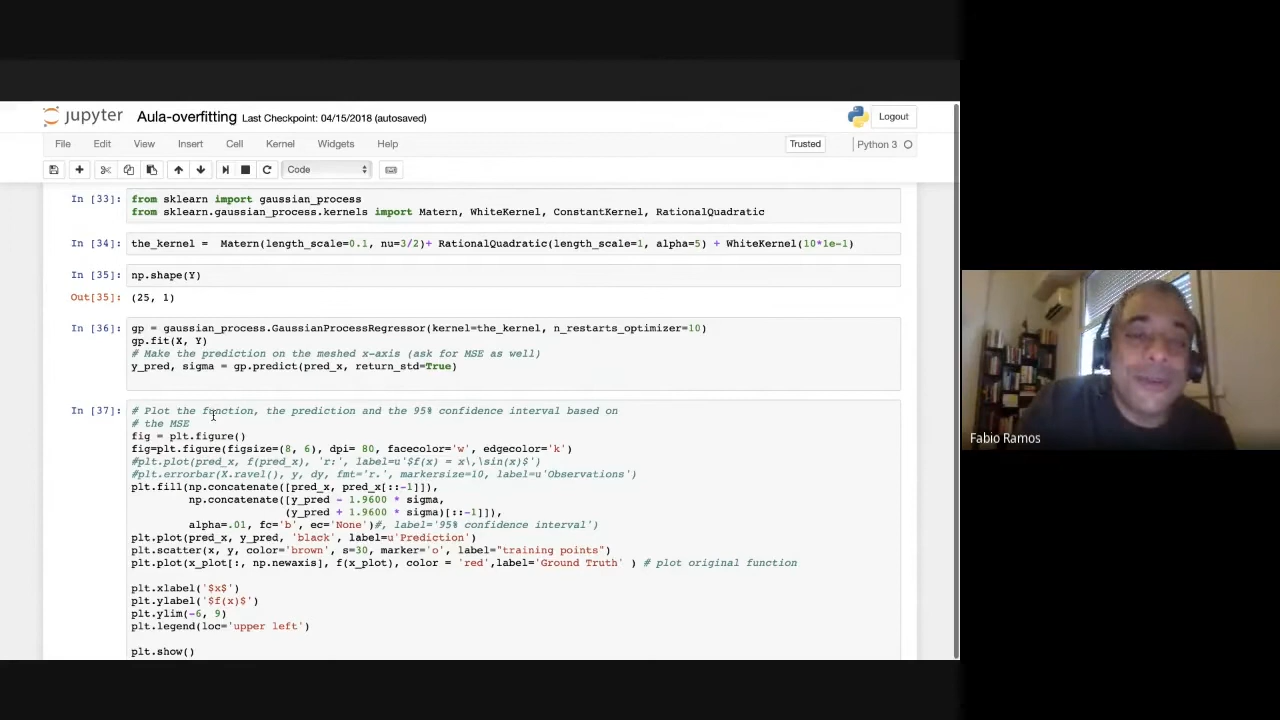 jupyter Aula-overfitting Last Checkpoint: 04/15/2018 (autosaved) Logout
File Edit View Insert Cell Kernel Widgets Help Trusted Python 3
Code
In [33]: from sklearn import gaussian_process
from sklearn.gaussian_process.kernels import Matern, WhiteKernel, ConstantKernel, RationalQuadratic
In [34]: the_kernel =  Matern(length_scale=0.1, nu=3/2)+ RationalQuadratic(length_scale=1, alpha=5) + WhiteKernel(10*1e-1)
In [35]: np.shape(Y)
Out[35]: (25, 1)
In [36]: gp = gaussian_process.GaussianProcessRegressor(kernel=the_kernel, n_restarts_optimizer=10)
gp.fit(X, Y)
# Make the prediction on the meshed x-axis (ask for MSE as well)
y_pred, sigma = gp.predict(pred_x, return_std=True)
In [37]: # Plot the function, the prediction and the 95% confidence interval based on
# the MSE
fig = plt.figure()
fig=plt.figure(figsize=(8, 6), dpi= 80, facecolor='w', edgecolor='k')
#plt.plot(pred_x, f(pred_x), 'r:', label=u'$f(x) = x\,\sin(x)$')
#plt.errorbar(X.ravel(), y, dy, fmt='r.', markersize=10, label=u'Observations')
plt.fill(np.concatenate([pred_x, pred_x[::-1]]),
np.concatenate([y_pred - 1.9600 * sigma,
(y_pred + 1.9600 * sigma)[::-1]]),
alpha=.01, fc='b', ec='None')#, label='95% confidence interval')
plt.plot(pred_x, y_pred, 'black', label=u'Prediction')
plt.scatter(x, y, color='brown', s=30, marker='o', label="training points")
plt.plot(x_plot[:, np.newaxis], f(x_plot), color = 'red',label='Ground Truth' ) # plot original function
plt.xlabel('$x$')
plt.ylabel('$f(x)$')
plt.ylim(-6, 9)
plt.legend(loc='upper left')
plt.show()
Fabio Ramos